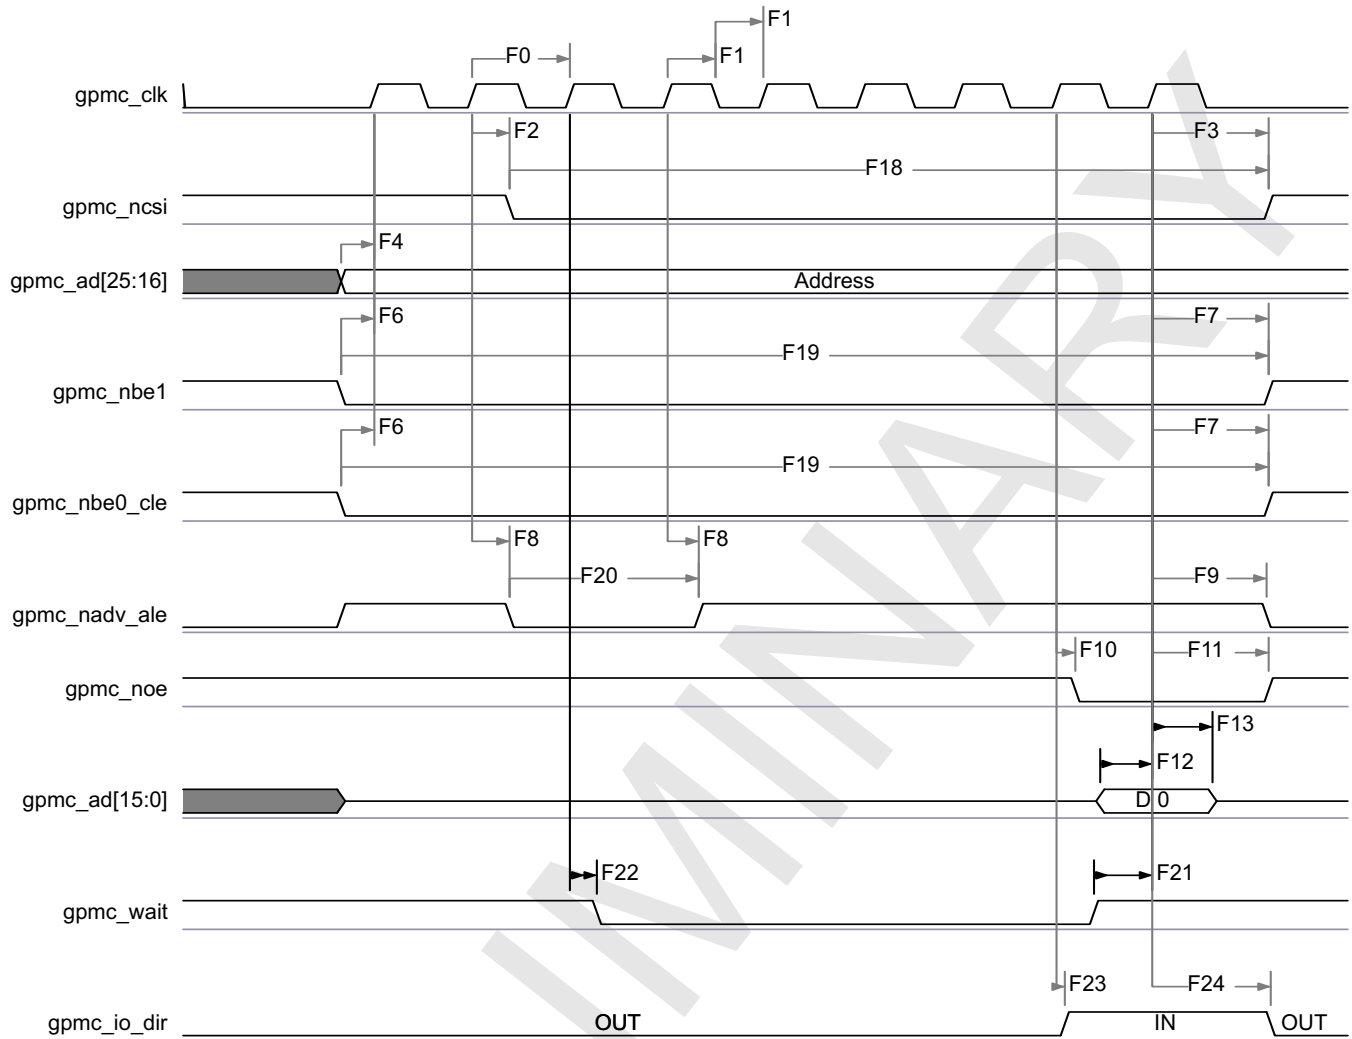 F1
F0
F1
gpmc_clk
F2
F3
F18
gpmc_ncsi
F4
gpmc_ad[25:16]
Address
F6
F7
F19
gpmc_nbe1
F6
F7
F19
gpmc_nbe0_cle
F8
F8
F20
F9
gpmc_nadv_ale
F10
F11
gpmc_noe
F13
F12
gpmc_ad[15:0]
D 0
F22
F21
gpmc_wait
F23
F24
gpmc_io_dir
OUT
IN
OUT
IMINARY